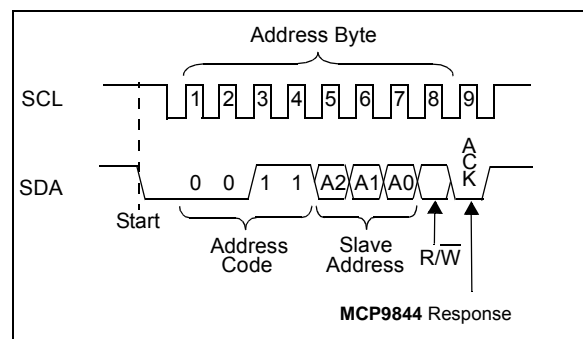 Address Byte
SCL
1 2 3 4 5 6 7 8 9
SDA
0 0 1 1 A2 A1 A0
ACK
Start
Address Code
Slave Address
R/W̅
MCP9844 Response